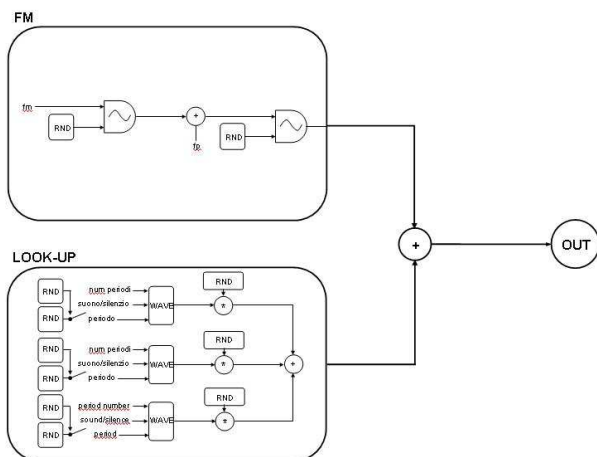 FM
fm
RND
+
fp
RND
+
OUT
LOOK-UP
RND
num periodi
RND
suono/silenzio
WAVE
*
RND
periodo
RND
num periodi
RND
suono/silenzio
WAVE
*
+
RND
periodo
RND
period number
RND
sound/silence
WAVE
*
RND
period